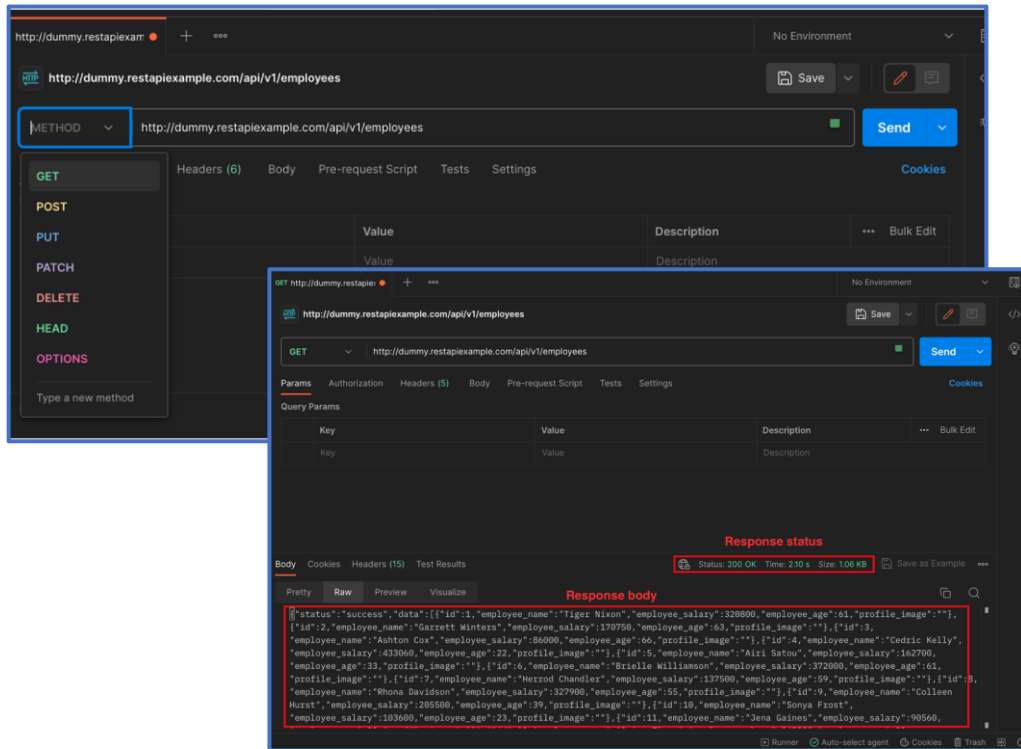 http://dummy.restapiexam
No Environment
HTTP http://dummy.restapiexample.com/api/v1/employees
Save
METHOD http://dummy.restapiexample.com/api/v1/employees
Send
Headers (6) Body Pre-request Script Tests Settings Cookies
GET
POST
PUT
PATCH
DELETE
HEAD
OPTIONS
Type a new method
Value Description ••• Bulk Edit
Value Description
GET http://dummy.restapie
No Environment
HTTP http://dummy.restapiexample.com/api/v1/employees
Save
GET http://dummy.restapiexample.com/api/v1/employees
Send
Params Authorization Headers (5) Body Pre-request Script Tests Settings Cookies
Query Params
Key Value Description ••• Bulk Edit
Key Value Description
Response status
Body Cookies Headers (15) Test Results
Status: 200 OK Time: 2.10 s Size: 1.06 KB Save as Example •••
Pretty Raw Preview Visualize
Response body
{"status":"success","data":[{"id":1,"employee_name":"Tiger Nixon","employee_salary":320800,"employee_age":61,"profile_image":""},
{"id":2,"employee_name":"Garrett Winters","employee_salary":170750,"employee_age":63,"profile_image":""},{"id":3,
"employee_name":"Ashton Cox","employee_salary":86000,"employee_age":66,"profile_image":""},{"id":4,"employee_name":"Cedric Kelly",
"employee_salary":433060,"employee_age":22,"profile_image":""},{"id":5,"employee_name":"Airi Satou","employee_salary":162700,
"employee_age":33,"profile_image":""},{"id":6,"employee_name":"Brielle Williamson","employee_salary":372000,"employee_age":61,
"profile_image":""},{"id":7,"employee_name":"Herrod Chandler","employee_salary":137500,"employee_age":59,"profile_image":""},{"id":8,
"employee_name":"Rhona Davidson","employee_salary":327900,"employee_age":55,"profile_image":""},{"id":9,"employee_name":"Colleen
Hurst","employee_salary":205500,"employee_age":39,"profile_image":""},{"id":10,"employee_name":"Sonya Frost",
"employee_salary":103600,"employee_age":23,"profile_image":""},{"id":11,"employee_name":"Jena Gaines","employee_salary":90560,
Runner Auto-select agent Cookies Trash